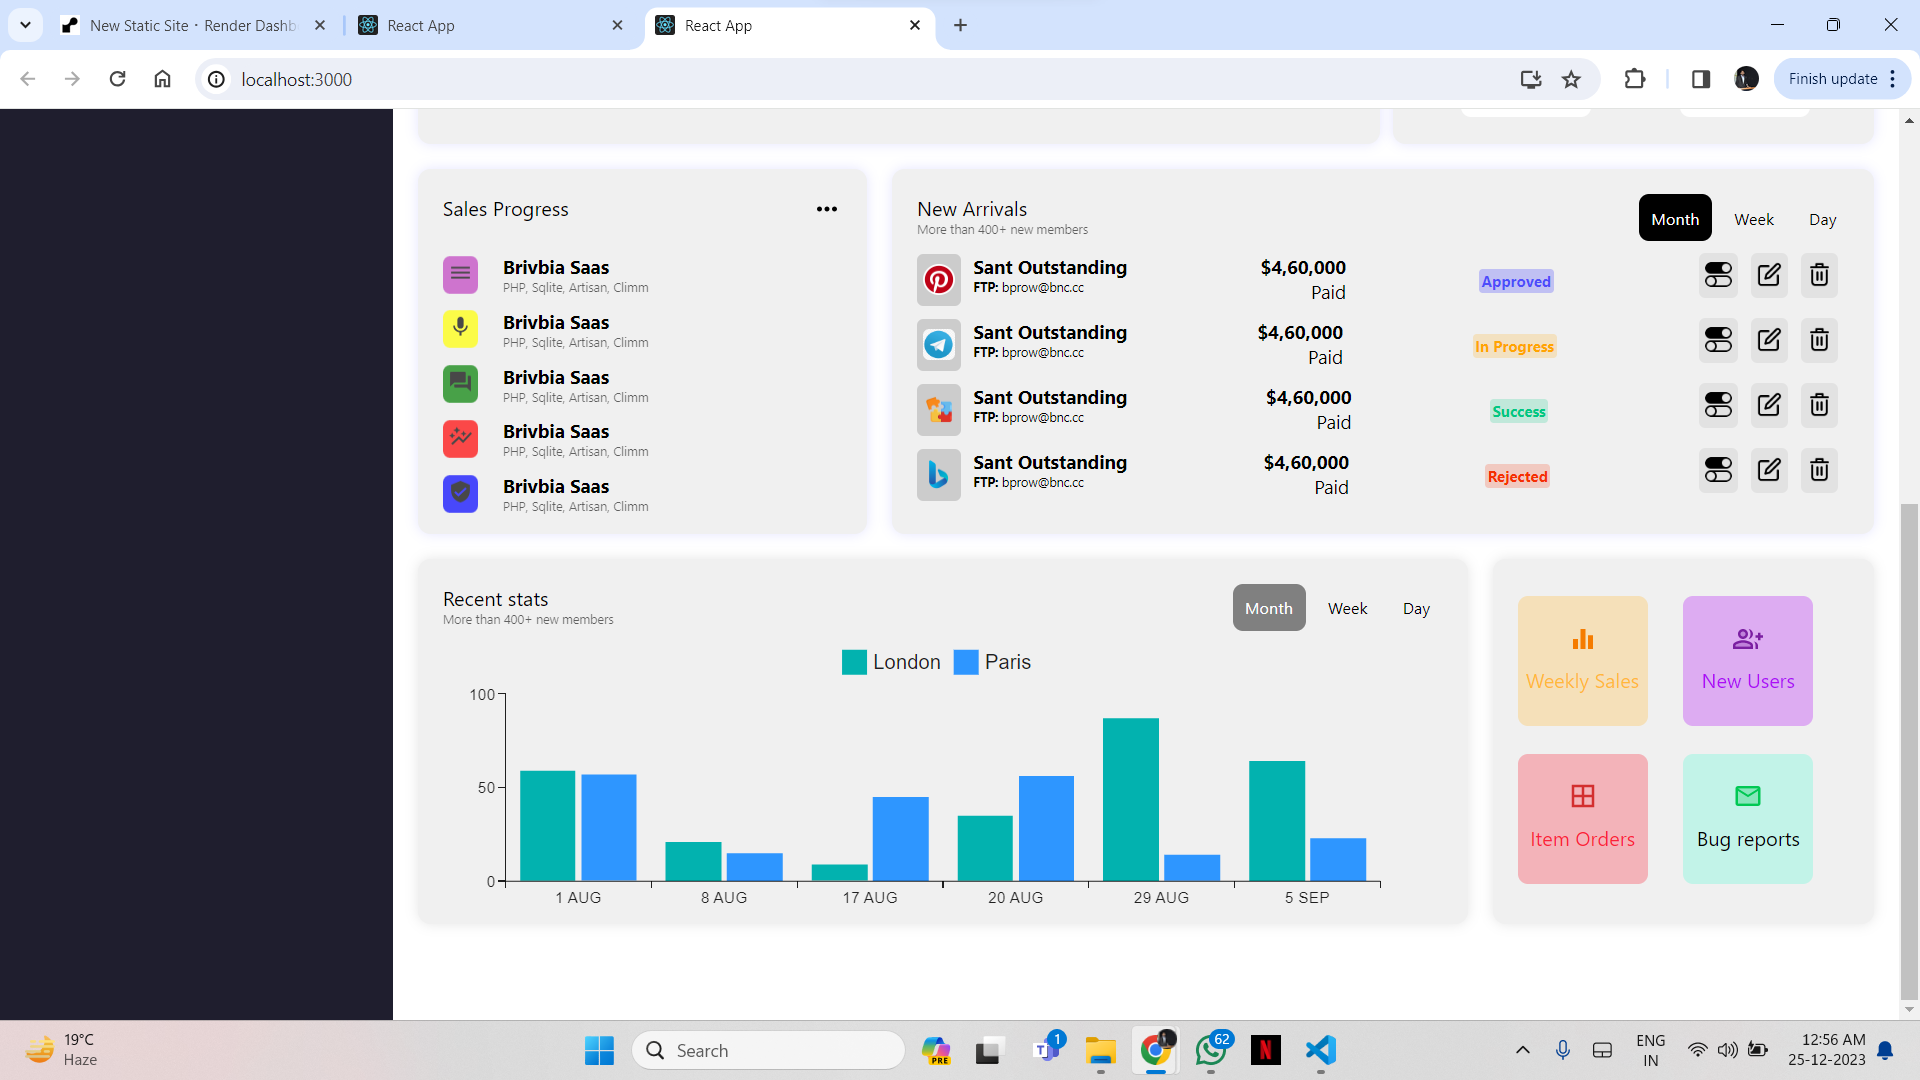 New Static Site · Render Dashb
React App
React App
localhost:3000
Finish update
Sales Progress
Brivbia Saas
PHP, Sqlite, Artisan, Climm
Brivbia Saas
PHP, Sqlite, Artisan, Climm
Brivbia Saas
PHP, Sqlite, Artisan, Climm
Brivbia Saas
PHP, Sqlite, Artisan, Climm
Brivbia Saas
PHP, Sqlite, Artisan, Climm
New Arrivals
More than 400+ new members
Month Week Day
Sant Outstanding $4,60,000
FTP: bprow@bnc.cc Paid Approved
Sant Outstanding $4,60,000
FTP: bprow@bnc.cc Paid In Progress
Sant Outstanding $4,60,000
FTP: bprow@bnc.cc Paid Success
Sant Outstanding $4,60,000
FTP: bprow@bnc.cc Paid Rejected
Recent stats
More than 400+ new members
Month Week Day
London Paris
100
50
0
1 AUG 8 AUG 17 AUG 20 AUG 29 AUG 5 SEP
Weekly Sales
New Users
Item Orders
Bug reports
19°C
Haze
Search
PRE
1
62
N
ENG
IN
12:56 AM
25-12-2023